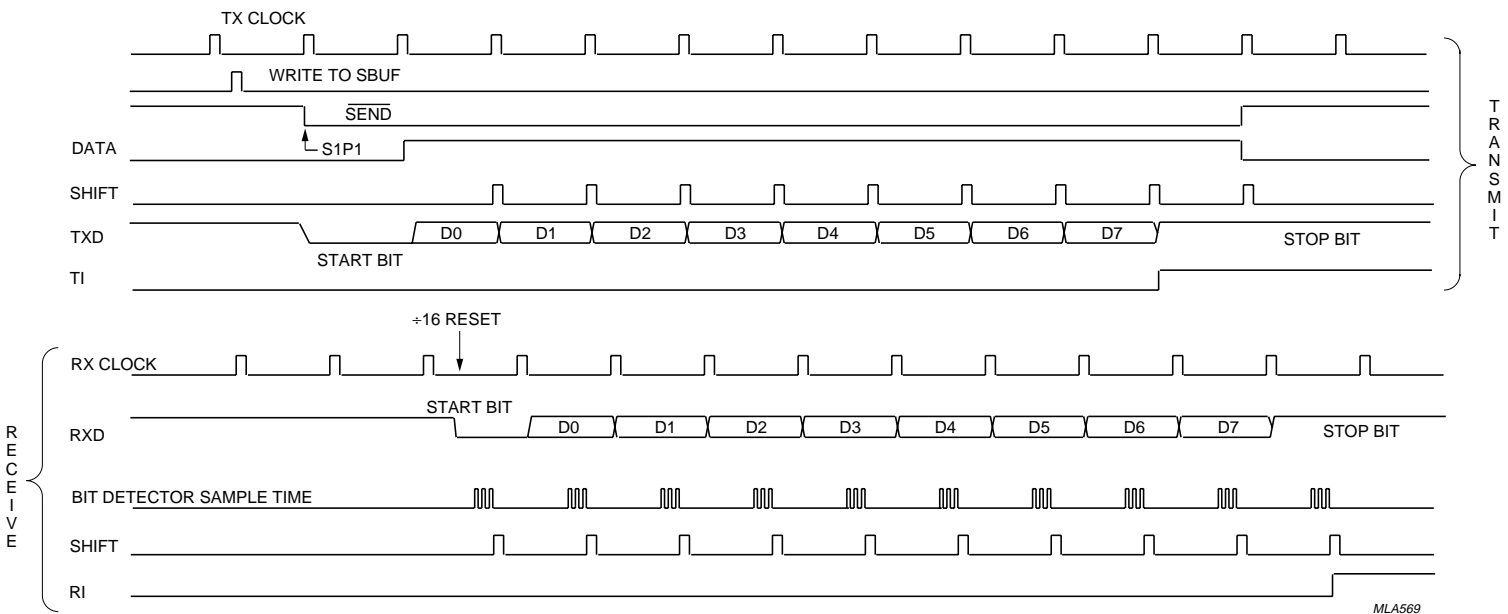 TX CLOCK
WRITE TO SBUF
SEND
S1P1
DATA
SHIFT
TXD
START BIT
D0 D1 D2 D3 D4 D5 D6 D7
STOP BIT
TI
TRANSMIT
÷16 RESET
RX CLOCK
START BIT
RXD
D0 D1 D2 D3 D4 D5 D6 D7
STOP BIT
BIT DETECTOR SAMPLE TIME
SHIFT
RI
RECEIVE
MLA569